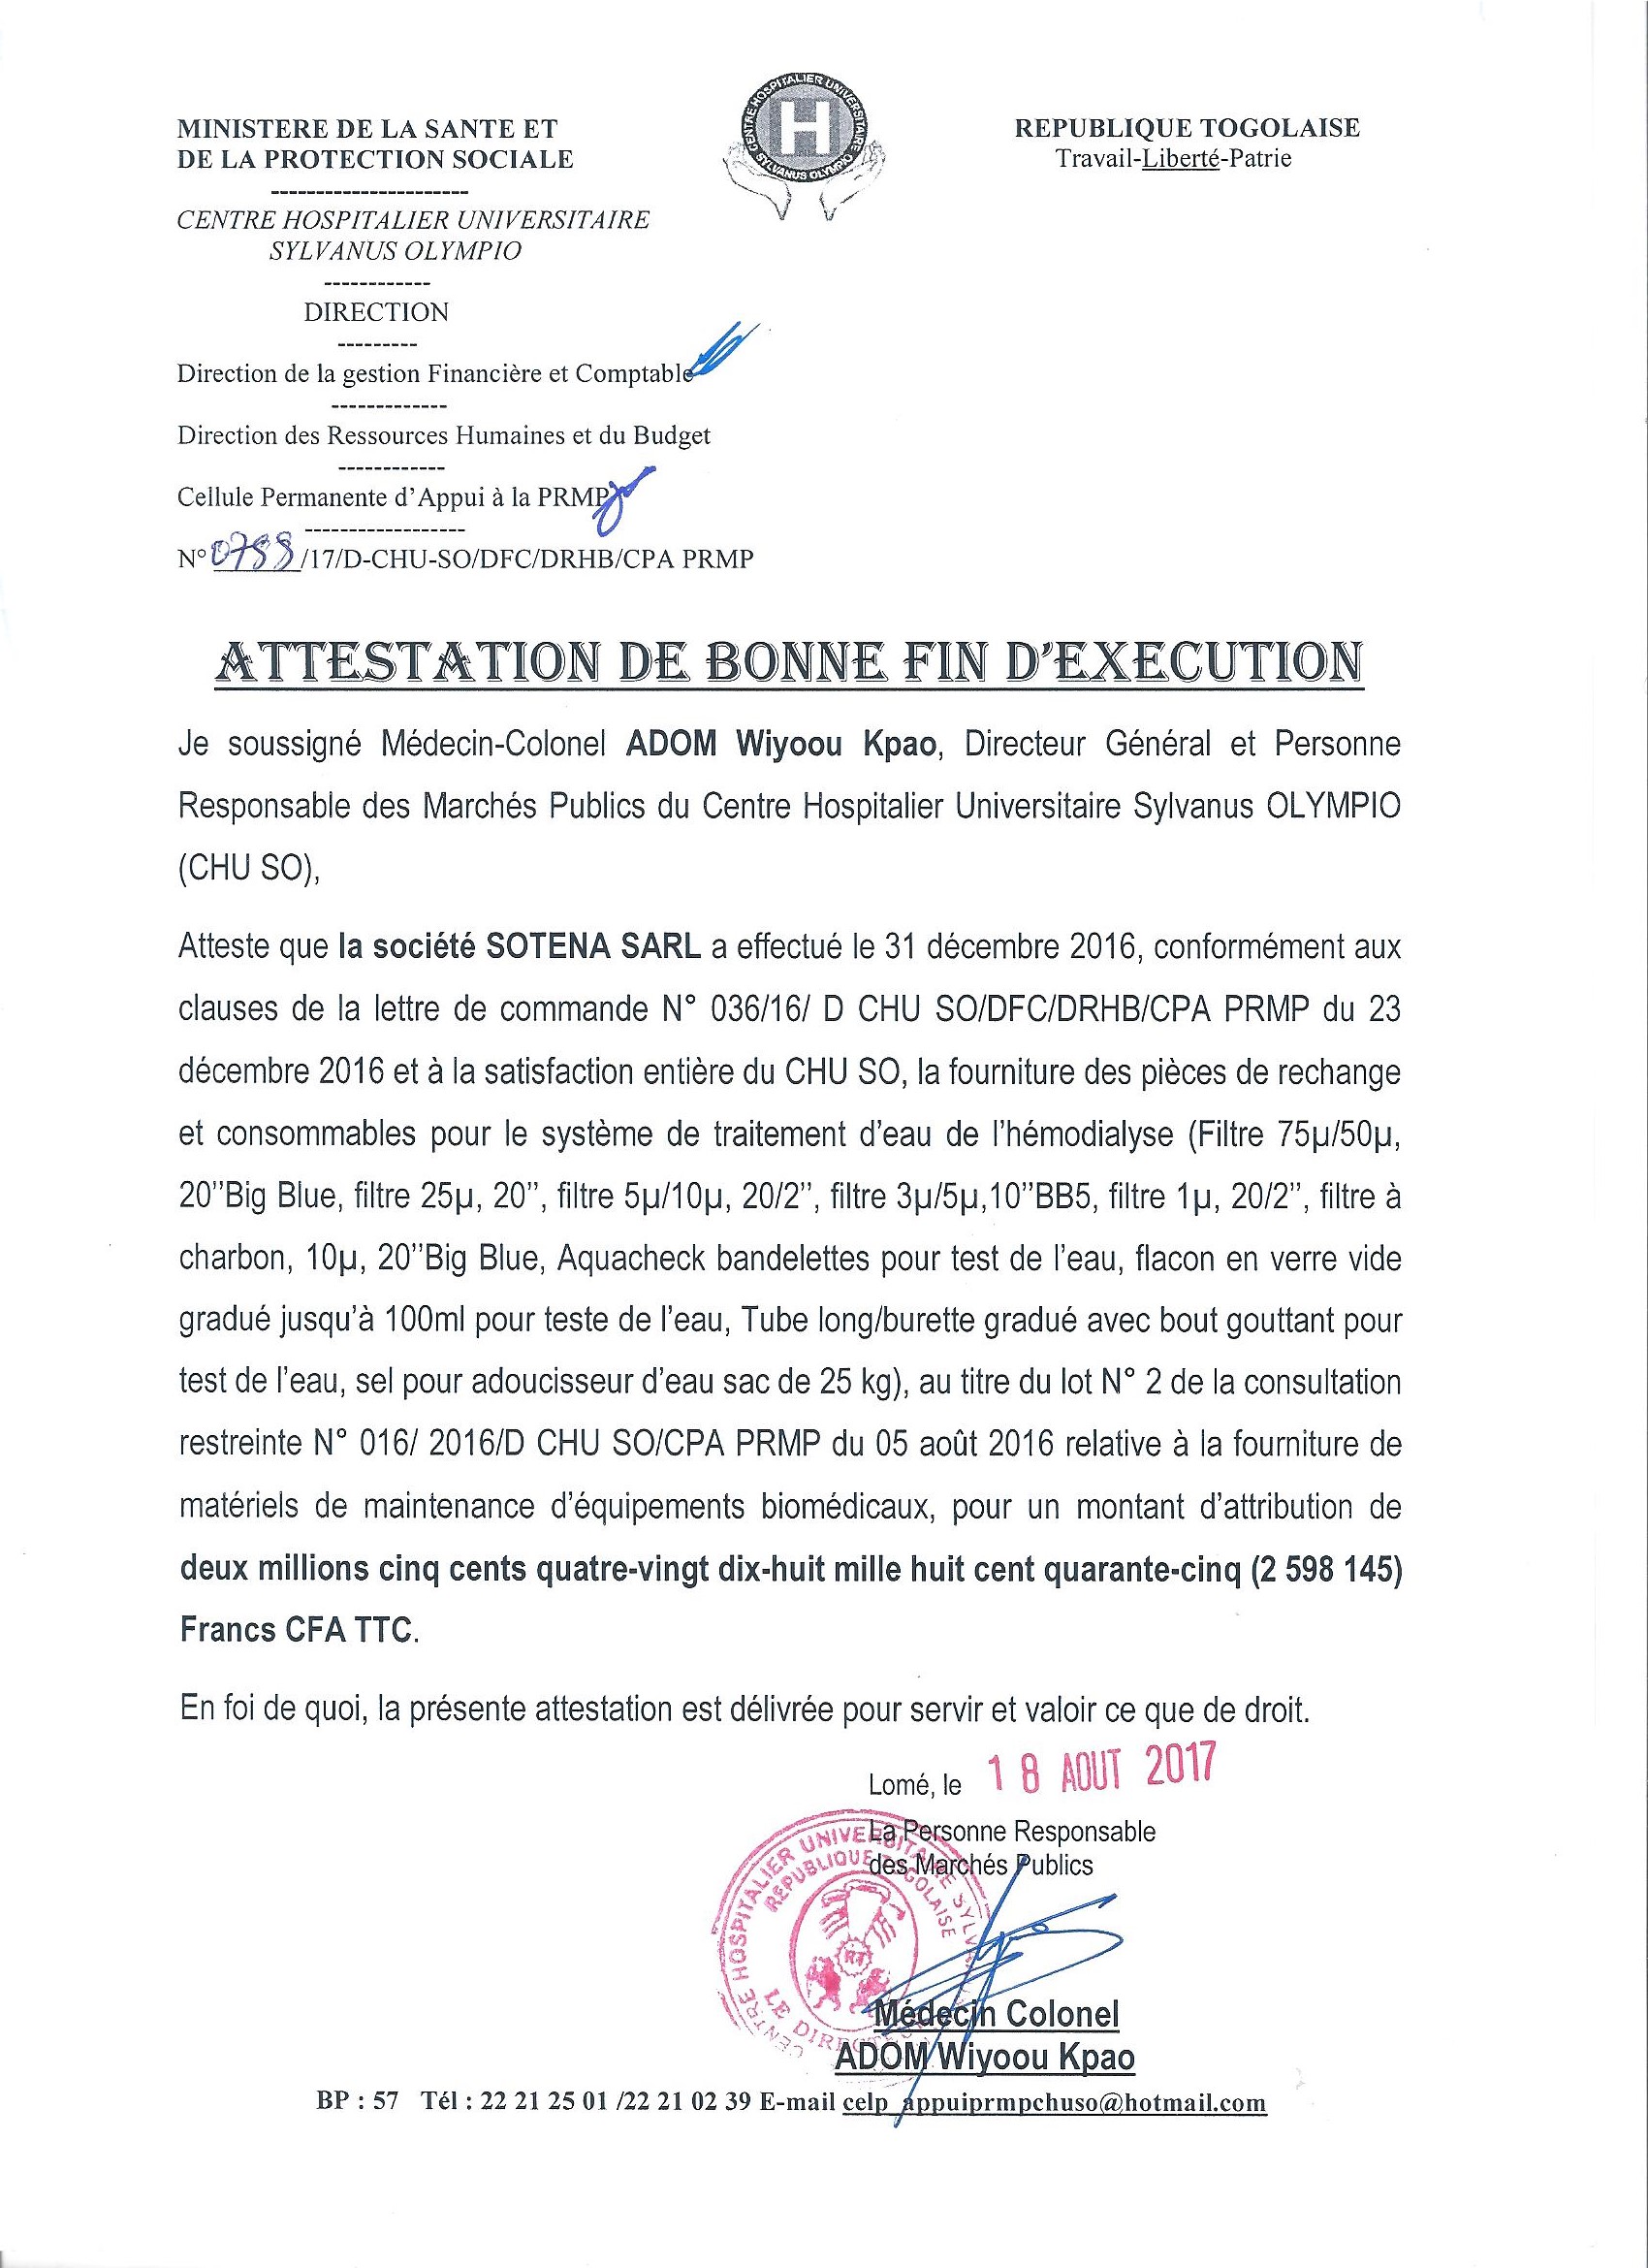 CENTRE HOSPITALIER UNIVERSITAIRE
SYLVANUS OLYMPIO
H
MINISTERE DE LA SANTE ET
DE LA PROTECTION SOCIALE
----------------------
CENTRE HOSPITALIER UNIVERSITAIRE
SYLVANUS OLYMPIO
------------
DIRECTION
---------
Direction de la gestion Financière et Comptable
-------------
Direction des Ressources Humaines et du Budget
------------
Cellule Permanente d'Appui à la PRMP
------------------
N° /17/D-CHU-SO/DFC/DRHB/CPA PRMP
REPUBLIQUE TOGOLAISE
Travail-Liberté-Patrie
ATTESTATION DE BONNE FIN D'EXECUTION
Je soussigné Médecin-Colonel ADOM Wiyoou Kpao, Directeur Général et Personne
Responsable des Marchés Publics du Centre Hospitalier Universitaire Sylvanus OLYMPIO
(CHU SO),
Atteste que la société SOTENA SARL a effectué le 31 décembre 2016, conformément aux
clauses de la lettre de commande N° 036/16/ D CHU SO/DFC/DRHB/CPA PRMP du 23
décembre 2016 et à la satisfaction entière du CHU SO, la fourniture des pièces de rechange
et consommables pour le système de traitement d'eau de l'hémodialyse (Filtre 75µ/50µ,
20''Big Blue, filtre 25µ, 20'', filtre 5µ/10µ, 20/2'', filtre 3µ/5µ,10''BB5, filtre 1µ, 20/2'', filtre à
charbon, 10µ, 20''Big Blue, Aquacheck bandelettes pour test de l'eau, flacon en verre vide
gradué jusqu'à 100ml pour teste de l'eau, Tube long/burette gradué avec bout gouttant pour
test de l'eau, sel pour adoucisseur d'eau sac de 25 kg), au titre du lot N° 2 de la consultation
restreinte N° 016/ 2016/D CHU SO/CPA PRMP du 05 août 2016 relative à la fourniture de
matériels de maintenance d'équipements biomédicaux, pour un montant d'attribution de
deux millions cinq cents quatre-vingt dix-huit mille huit cent quarante-cinq (2 598 145)
Francs CFA TTC.
En foi de quoi, la présente attestation est délivrée pour servir et valoir ce que de droit.
Lomé, le 18 AOUT 2017
La Personne Responsable
des Marchés Publics
CENTRE HOSPITALIER UNIVERSITAIRE
REPUBLIQUE TOGOLAISE
RT
LE DIRECTEUR
Médecin Colonel
ADOM Wiyoou Kpao
BP : 57 Tél : 22 21 25 01 /22 21 02 39 E-mail celp_appuiprmpchuso@hotmail.com